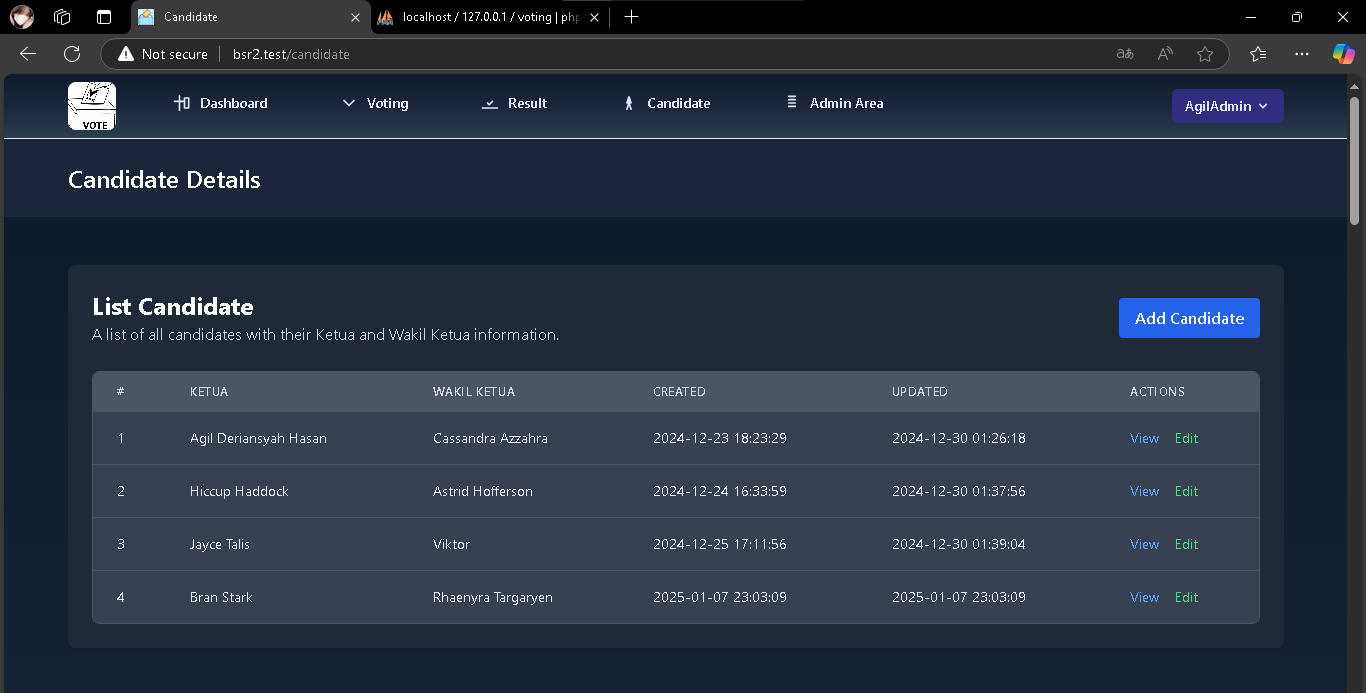 Candidate
localhost / 127.0.0.1 / voting | php
Not secure
bsr2.test/candidate
VOTE
Dashboard
Voting
Result
Candidate
Admin Area
AgilAdmin
Candidate Details
List Candidate
A list of all candidates with their Ketua and Wakil Ketua information.
Add Candidate
# KETUA WAKIL KETUA CREATED UPDATED ACTIONS
1 Agil Deriansyah Hasan Cassandra Azzahra 2024-12-23 18:23:29 2024-12-30 01:26:18 View Edit
2 Hiccup Haddock Astrid Hofferson 2024-12-24 16:33:59 2024-12-30 01:37:56 View Edit
3 Jayce Talis Viktor 2024-12-25 17:11:56 2024-12-30 01:39:04 View Edit
4 Bran Stark Rhaenyra Targaryen 2025-01-07 23:03:09 2025-01-07 23:03:09 View Edit